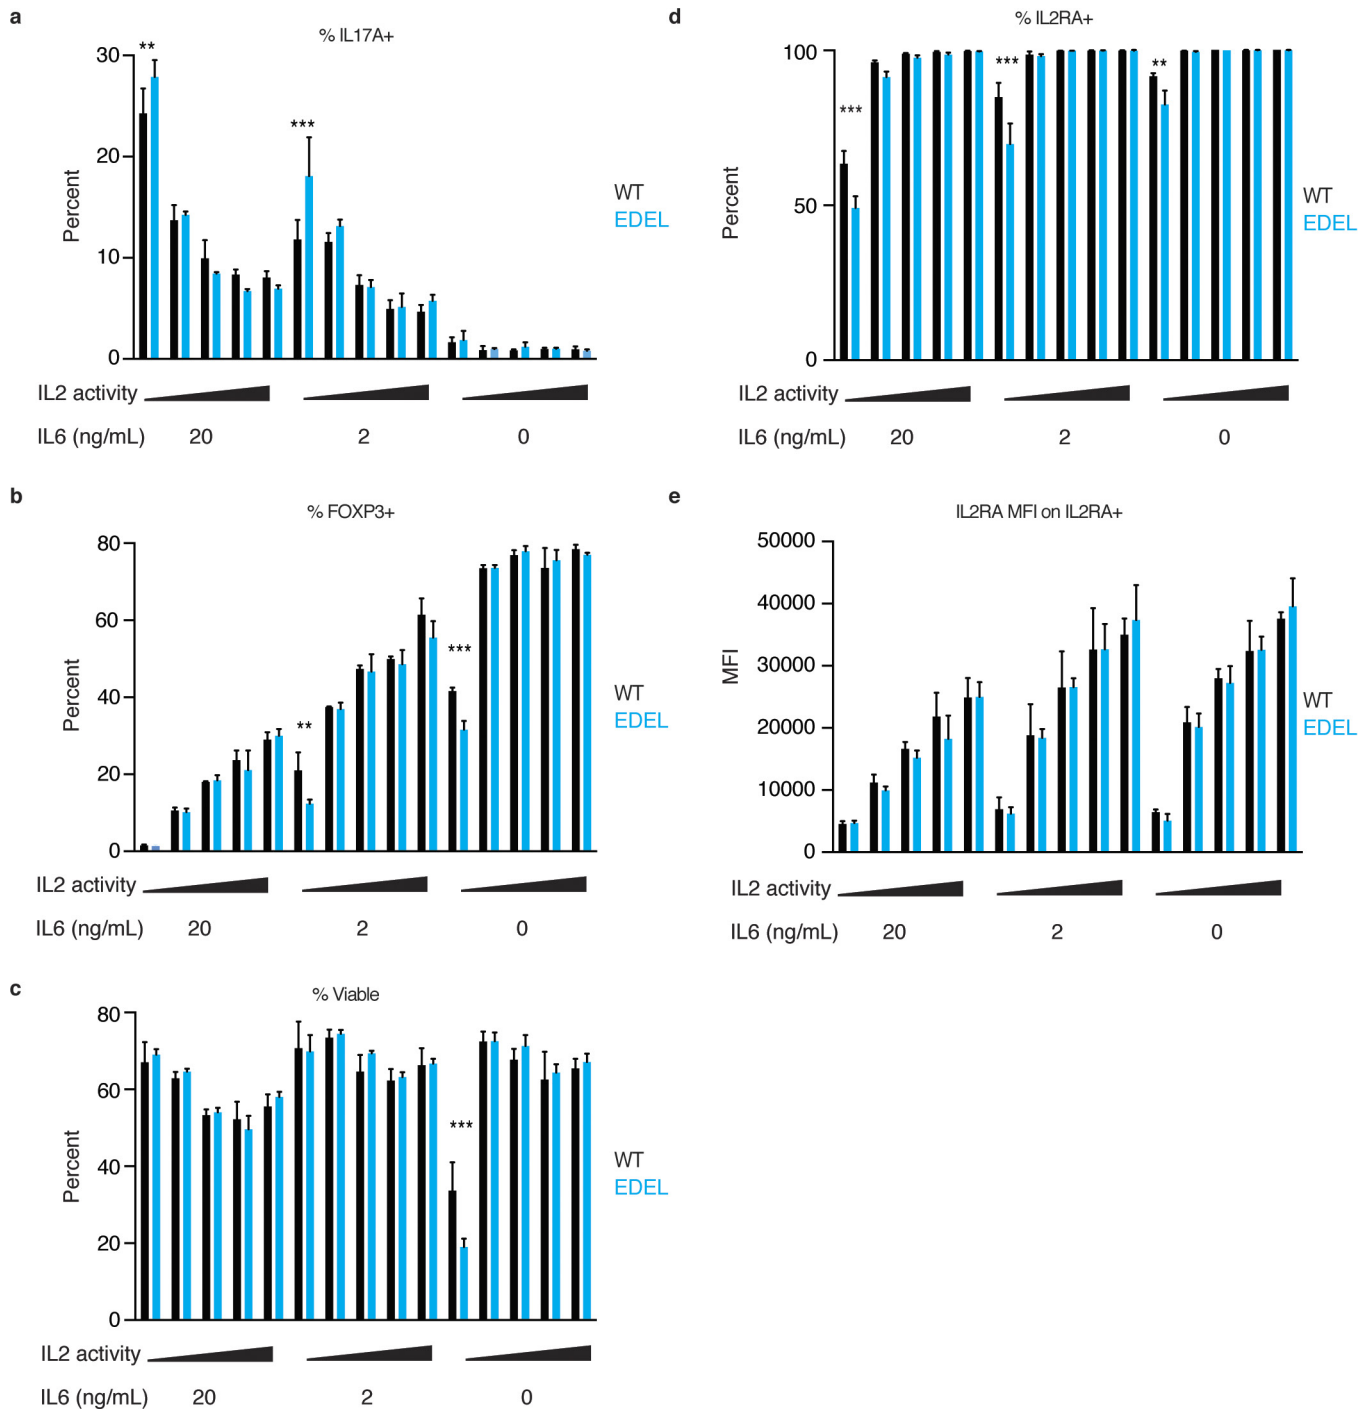 a
% IL17A+
30
20
10
0
Percent
**
***
WT
EDEL
IL2 activity
IL6 (ng/mL) 20 2 0
b
% FOXP3+
80
60
40
20
0
Percent
**
***
WT
EDEL
IL2 activity
IL6 (ng/mL) 20 2 0
c
% Viable
80
60
40
20
0
Percent
***
WT
EDEL
IL2 activity
IL6 (ng/mL) 20 2 0
d
% IL2RA+
100
50
0
Percent
***
***
**
WT
EDEL
IL2 activity
IL6 (ng/mL) 20 2 0
e
IL2RA MFI on IL2RA+
50000
40000
30000
20000
10000
0
MFI
WT
EDEL
IL2 activity
IL6 (ng/mL) 20 2 0